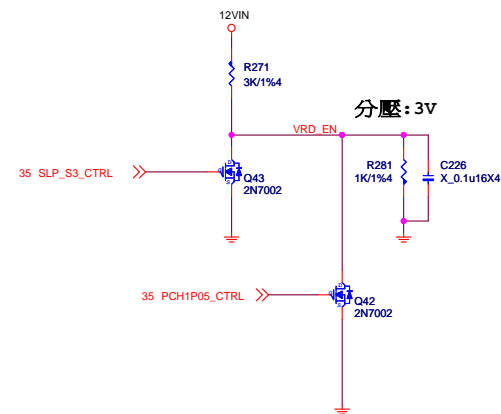 12VIN
R271
3K/1%4
分壓:3V
VRD_EN
35 SLP_S3_CTRL
Q43
2N7002
R281
1K/1%4
C226
X_0.1u16X4
35 PCH1P05_CTRL
Q42
2N7002